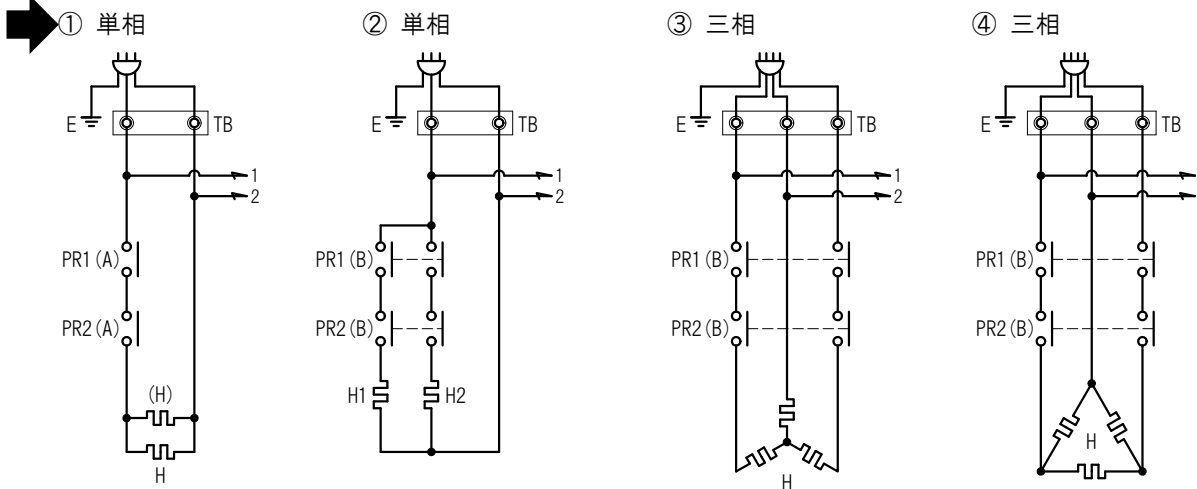 ① 単相
E
TB
1
2
PR1(A)
PR2(A)
(H)
H
② 単相
E
TB
1
2
PR1(B)
PR2(B)
H1
H2
③ 三相
E
TB
1
2
PR1(B)
PR2(B)
H
④ 三相
E
TB
PR1(B)
PR2(B)
H